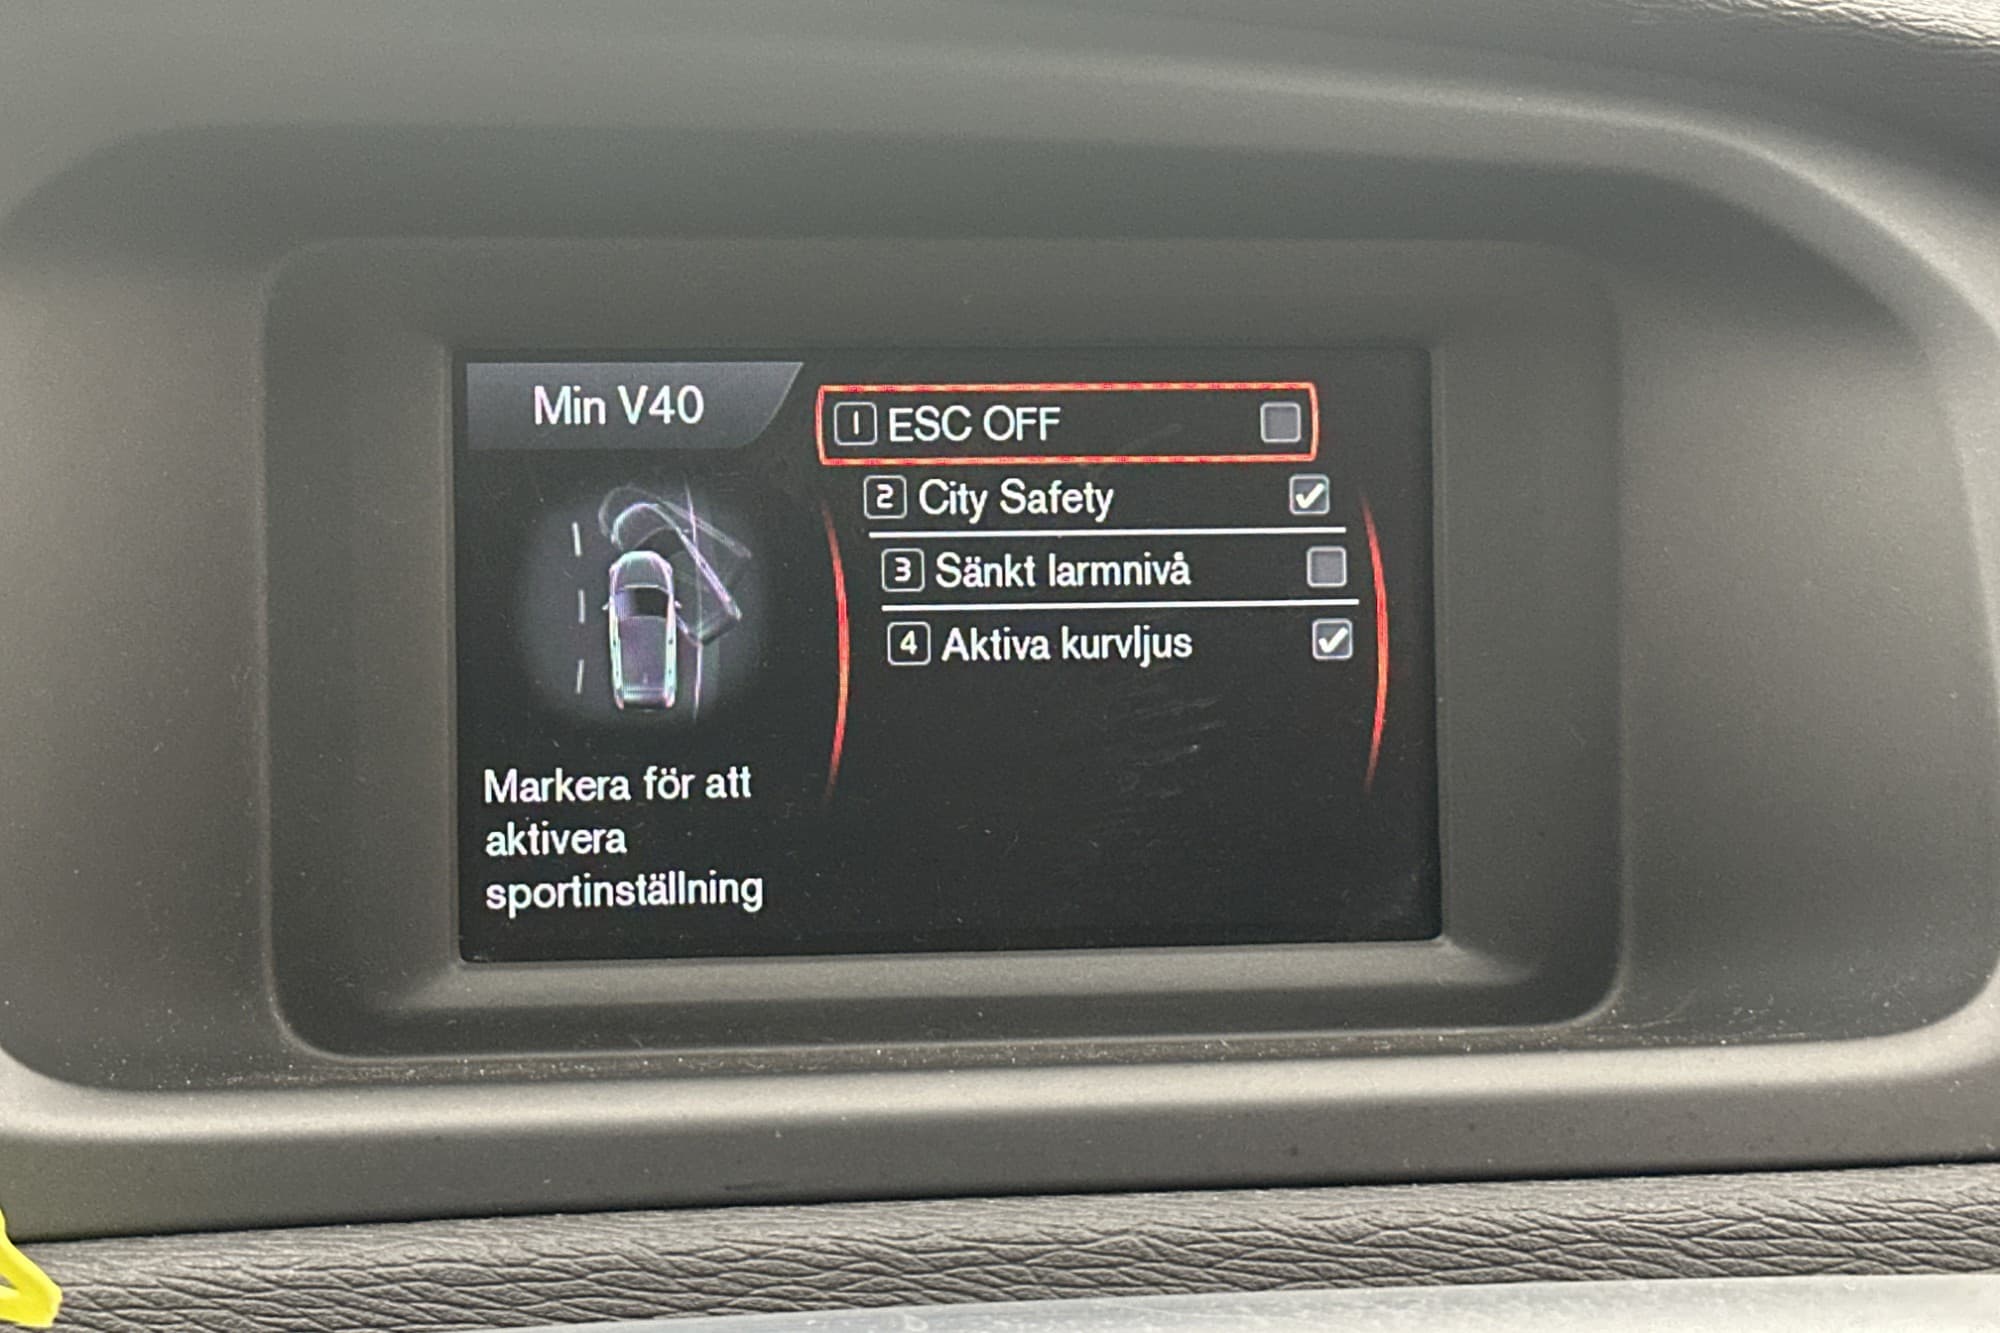 Min V40
1 ESC OFF
2 City Safety
3 Sänkt larmnivå
4 Aktiva kurvljus
Markera för att
aktivera
sportinställning